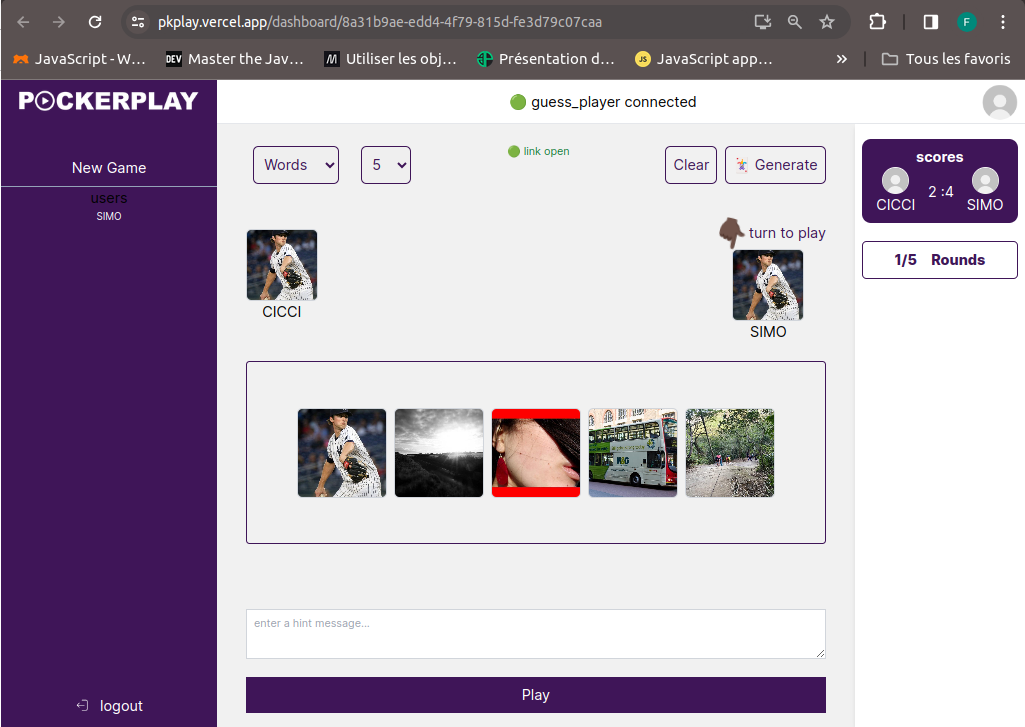 pkplay.vercel.app/dashboard/8a31b9ae-edd4-4f79-815d-fe3d79c07caa
F
JavaScript - W…
DEV Master the Jav…
Utiliser les obj…
Présentation d…
JS JavaScript app…
»
Tous les favoris
POCKERPLAY
guess_player connected
New Game
users
SIMO
Words
5
link open
Clear
Generate
scores
CICCI 2 :4 SIMO
1/5 Rounds
turn to play
CICCI
SIMO
enter a hint message...
Play
logout